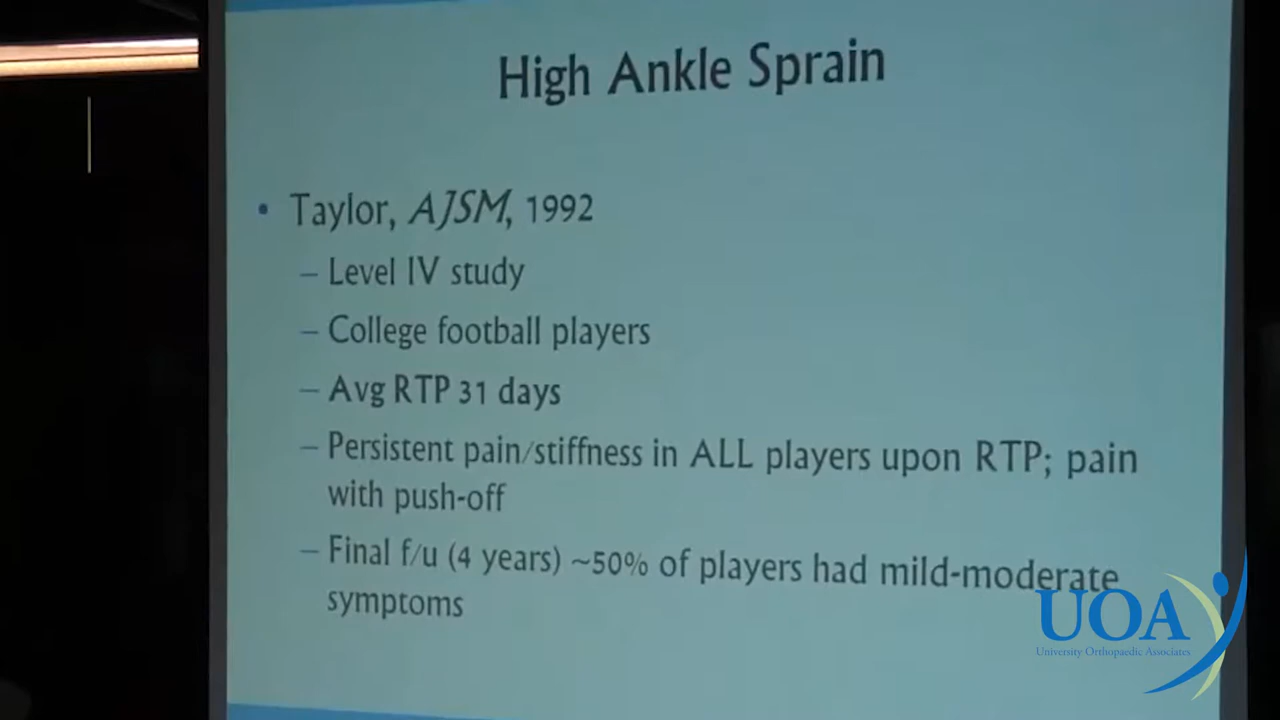 High Ankle Sprain
• Taylor, AJSM, 1992
– Level IV study
– College football players
– Avg RTP 31 days
– Persistent pain/stiffness in ALL players upon RTP; pain
with push-off
– Final f/u (4 years) ~50% of players had mild-moderate
symptoms
UOA
University Orthopaedic Associates